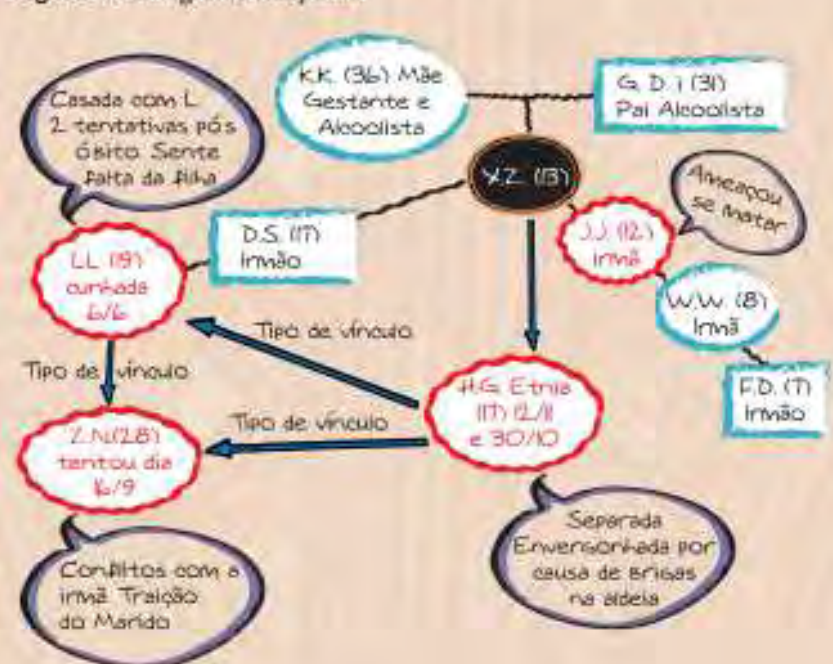 Casada com L.
2 tentativas pós
óbito. Sente
falta da filha
K.K. (36) Mãe
Gestante e
Alcoolista
G. D. I (31)
Pai Alcoolista
Y.Z. (13)
Ameaçou
se matar
D.S. (17)
Irmão
J.J. (12)
Irmã
L.L (19)
cunhada
6/6
W.W. (8)
Irmã
Tipo de vínculo
Tipo de vínculo
F.D. (7)
Irmão
H.G. Etnia
(17) 12/11
e 30/10
Tipo de vínculo
Z.N(28)
tentou dia
16/9
Separada
Envergonhada por
causa de brigas
na aldeia
Conflitos com a
irmã Traição
do Marido